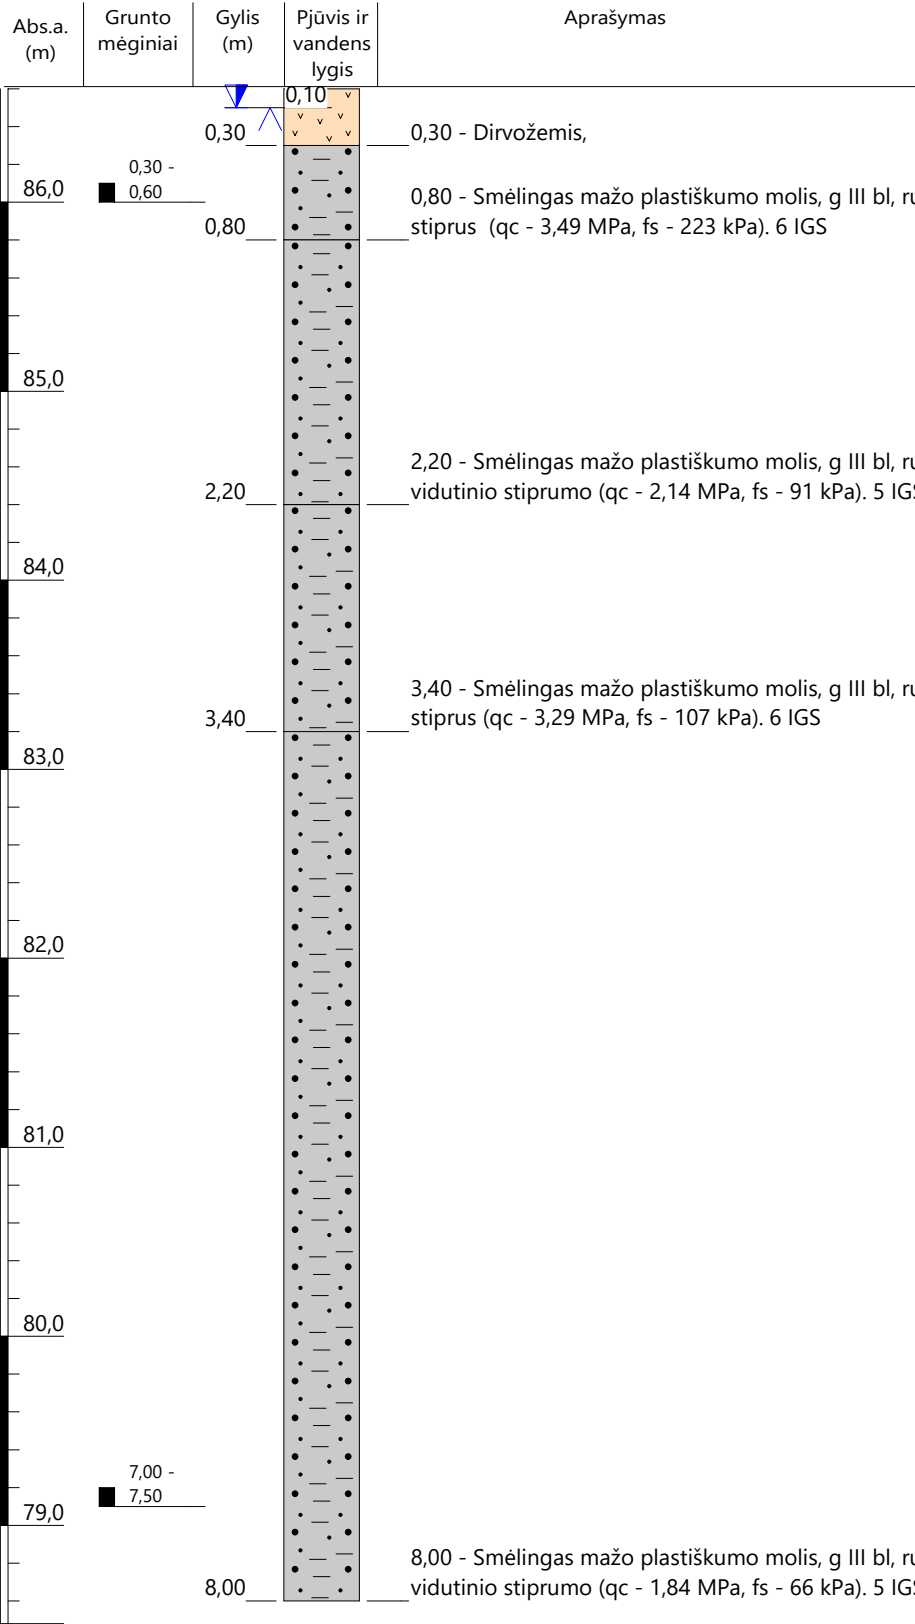 Abs.a.
(m)
Grunto
mėginiai
Gylis
(m)
Pjūvis ir
vandens
lygis
Aprašymas
0,10
0,30
0,30 - Dirvožemis,
0,30 -
0,60
86,0
0,80 - Smėlingas mažo plastiškumo molis, g III bl,
stiprus (qc - 3,49 MPa, fs - 223 kPa). 6 IGS
0,80
85,0
2,20 - Smėlingas mažo plastiškumo molis, g III bl,
vidutinio stiprumo (qc - 2,14 MPa, fs - 91 kPa). 5 IGS
2,20
84,0
3,40 - Smėlingas mažo plastiškumo molis, g III bl,
stiprus (qc - 3,29 MPa, fs - 107 kPa). 6 IGS
3,40
83,0
82,0
81,0
80,0
7,00 -
7,50
79,0
8,00 - Smėlingas mažo plastiškumo molis, g III bl,
vidutinio stiprumo (qc - 1,84 MPa, fs - 66 kPa). 5 IGS
8,00